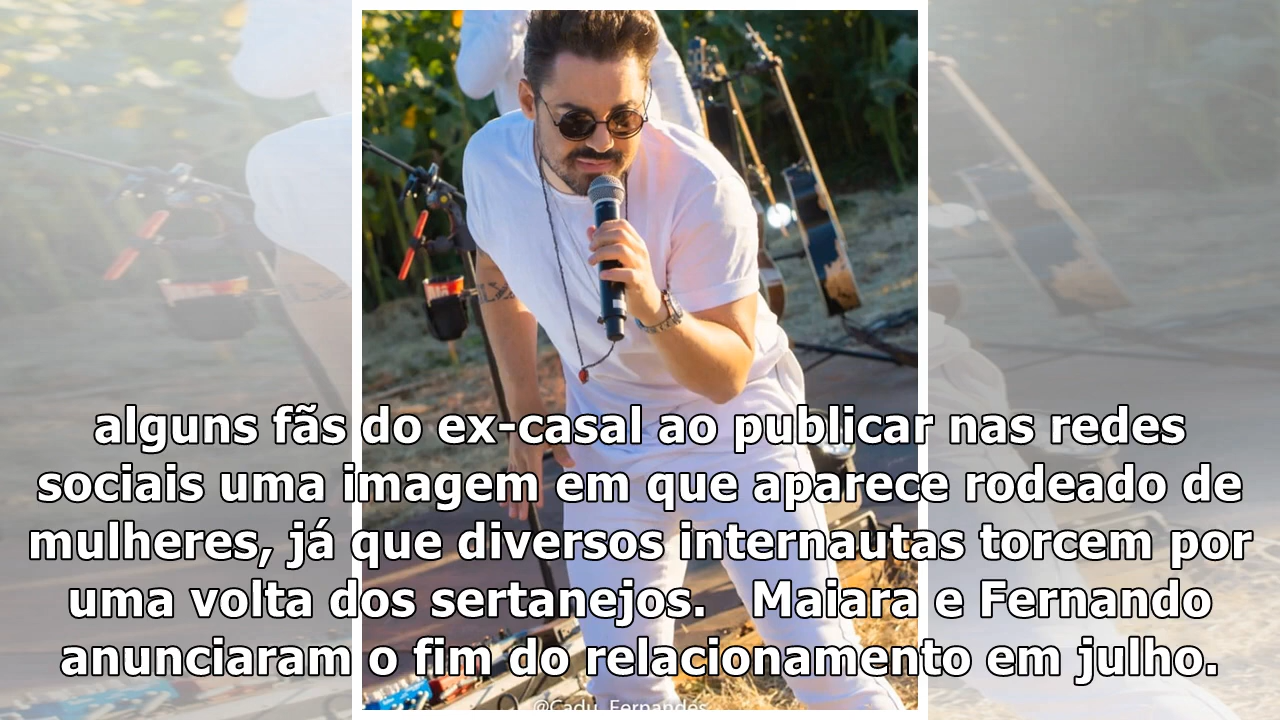 alguns fãs do ex-casal ao publicar nas redes
sociais uma imagem em que aparece rodeado de
mulheres, já que diversos internautas torcem por
uma volta dos sertanejos.   Maiara e Fernando
anunciaram o fim do relacionamento em julho.
@Cadu_Fernandes